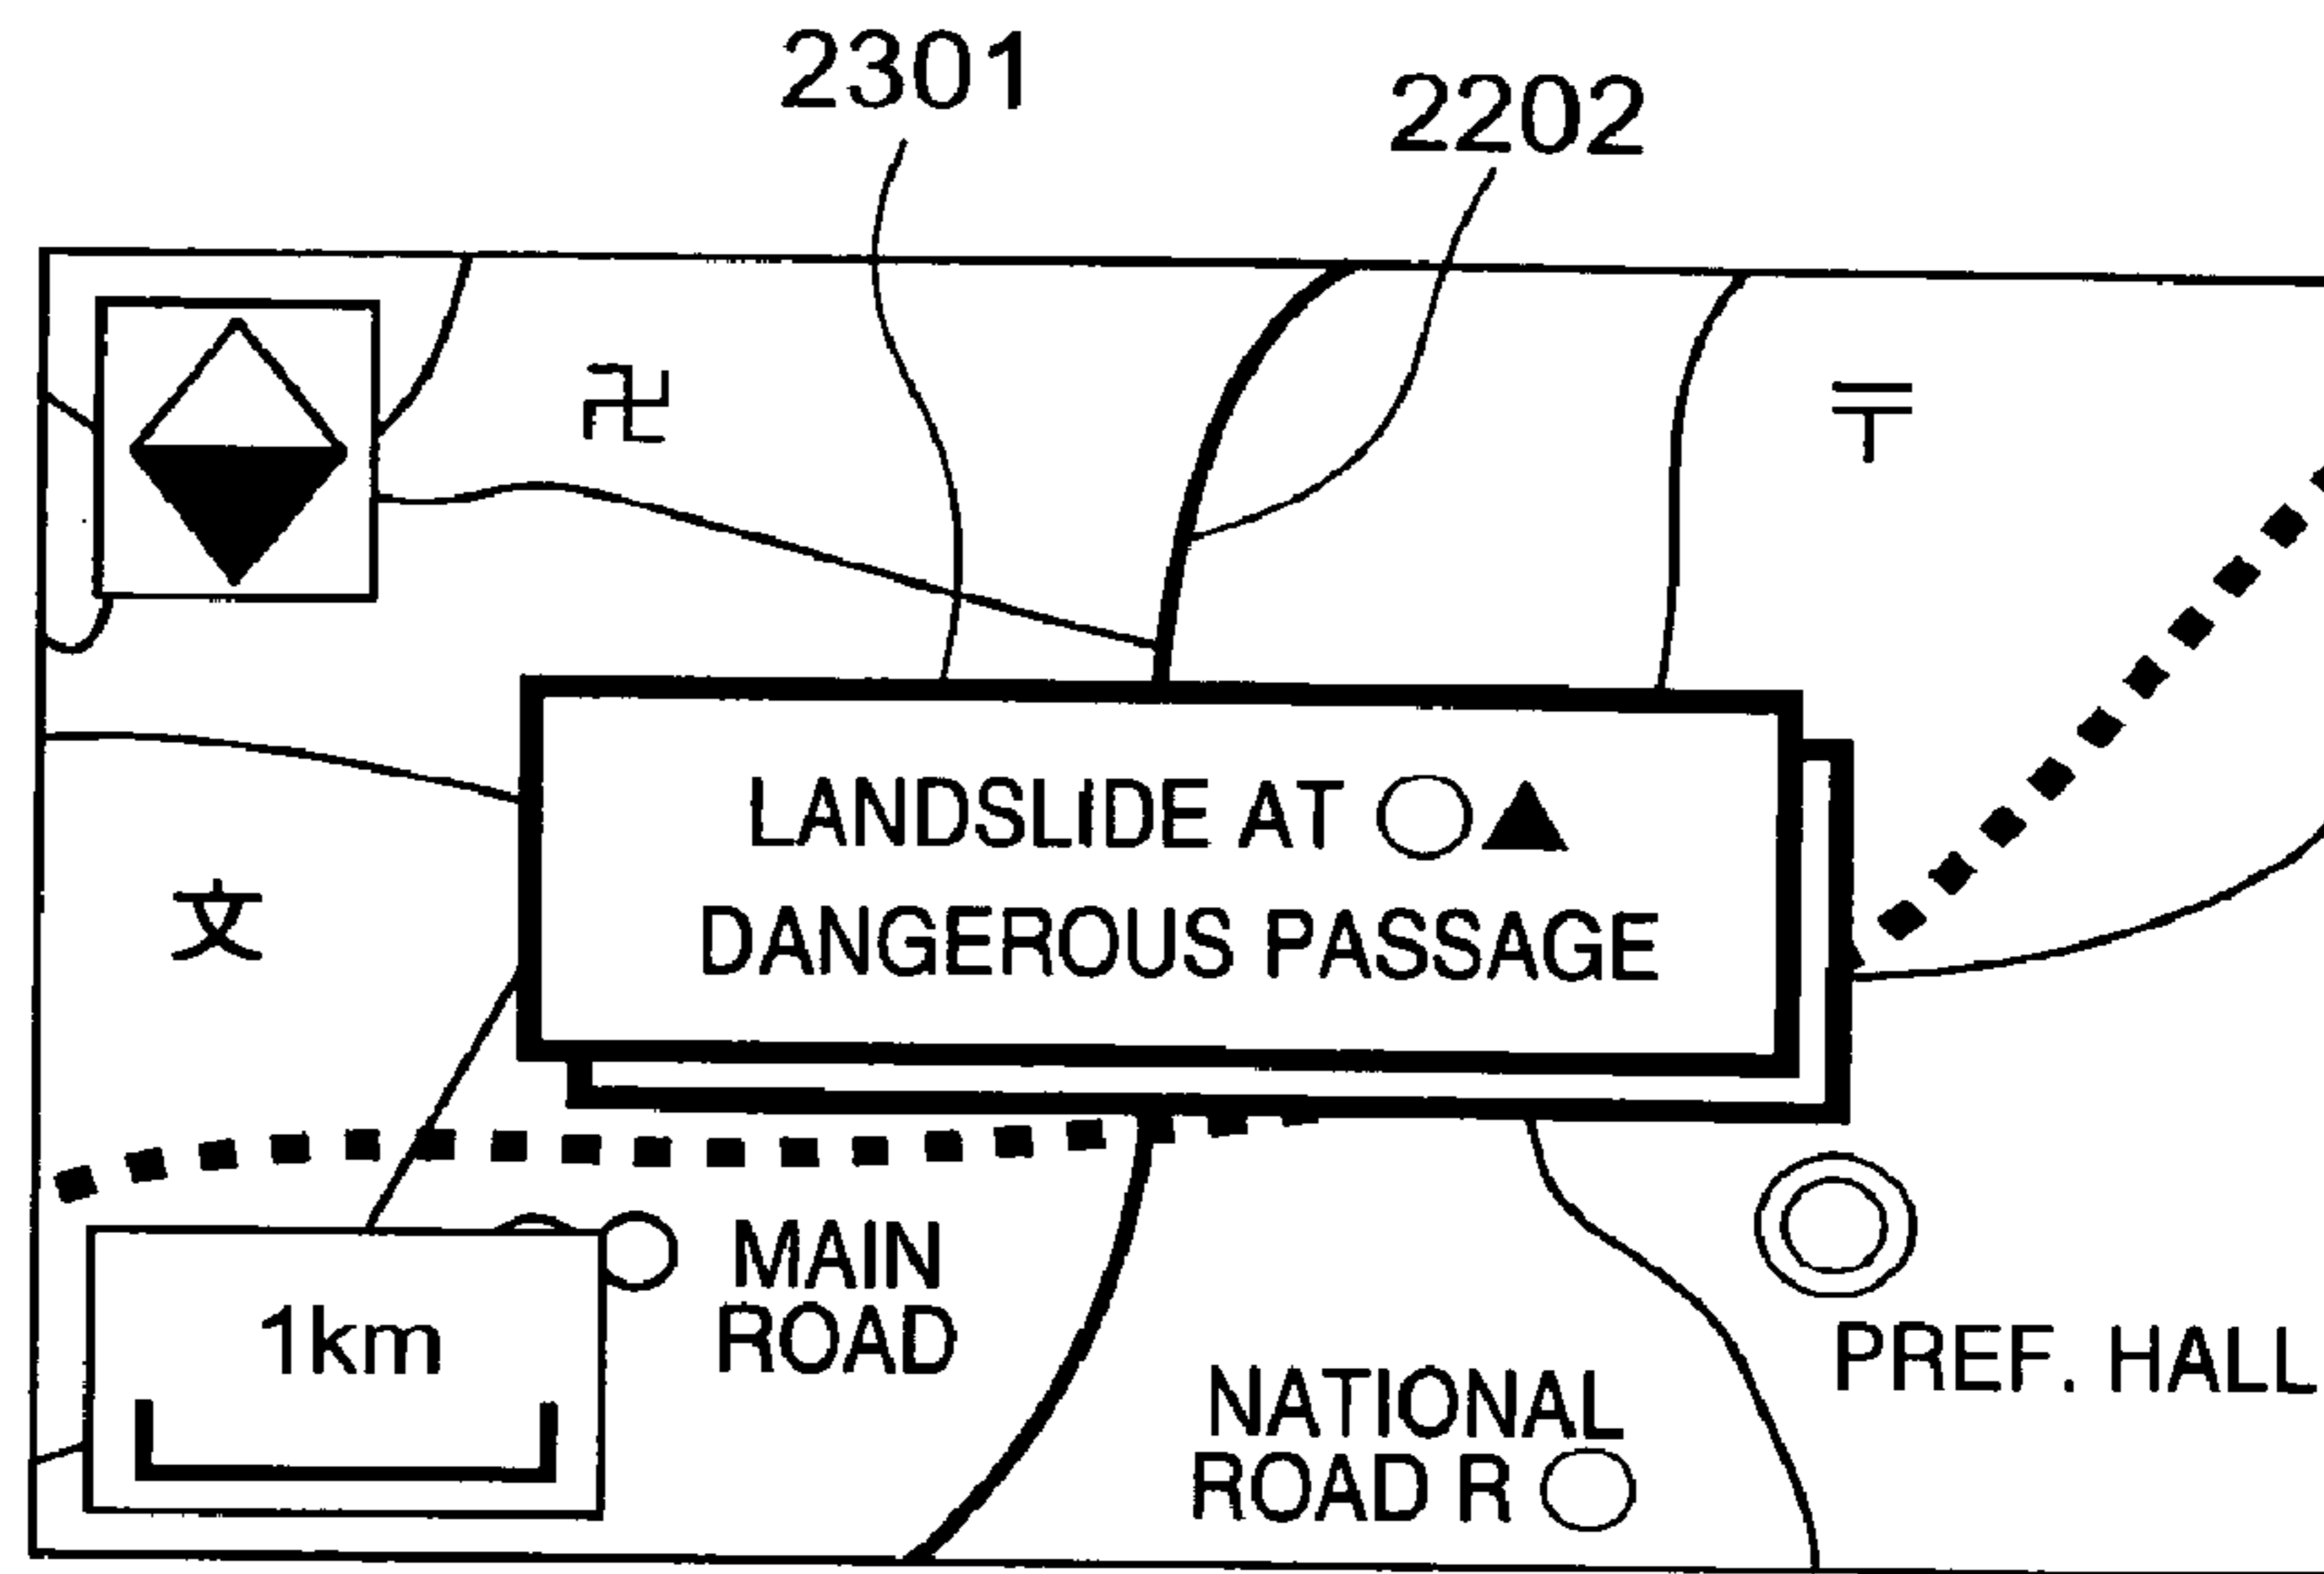 2301
2202
卍
〒
LANDSLIDE AT ○▲
DANGEROUS PASSAGE
文
MAIN
ROAD
1km
NATIONAL
ROAD R ○
PREF. HALL